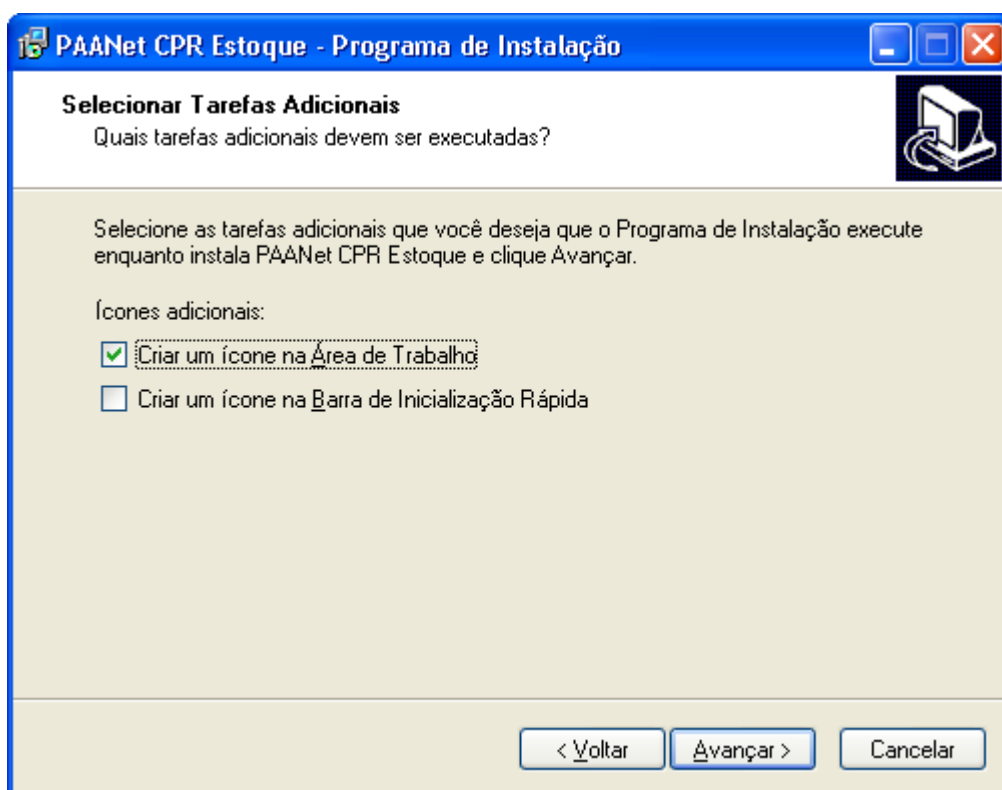 PAANet CPR Estoque - Programa de Instalação
Selecionar Tarefas Adicionais
Quais tarefas adicionais devem ser executadas?
Selecione as tarefas adicionais que você deseja que o Programa de Instalação execute
enquanto instala PAANet CPR Estoque e clique Avançar.
Ícones adicionais:
Criar um ícone na Área de Trabalho
Criar um ícone na Barra de Inicialização Rápida
< Voltar
Avançar >
Cancelar